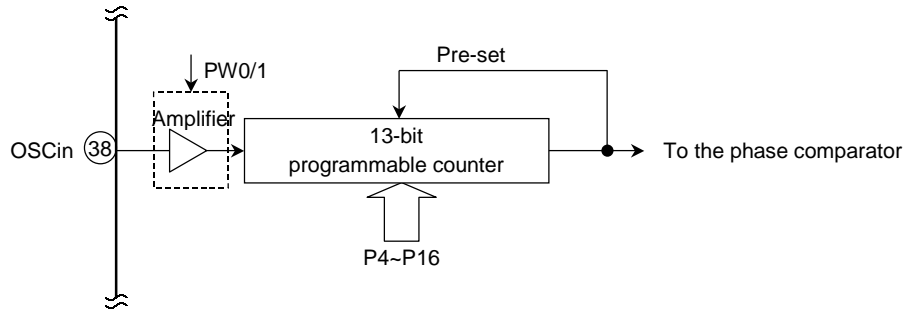 Pre-set
PW0/1
Amplifier
OSCin 38
13-bit
programmable counter
To the phase comparator
P4~P16